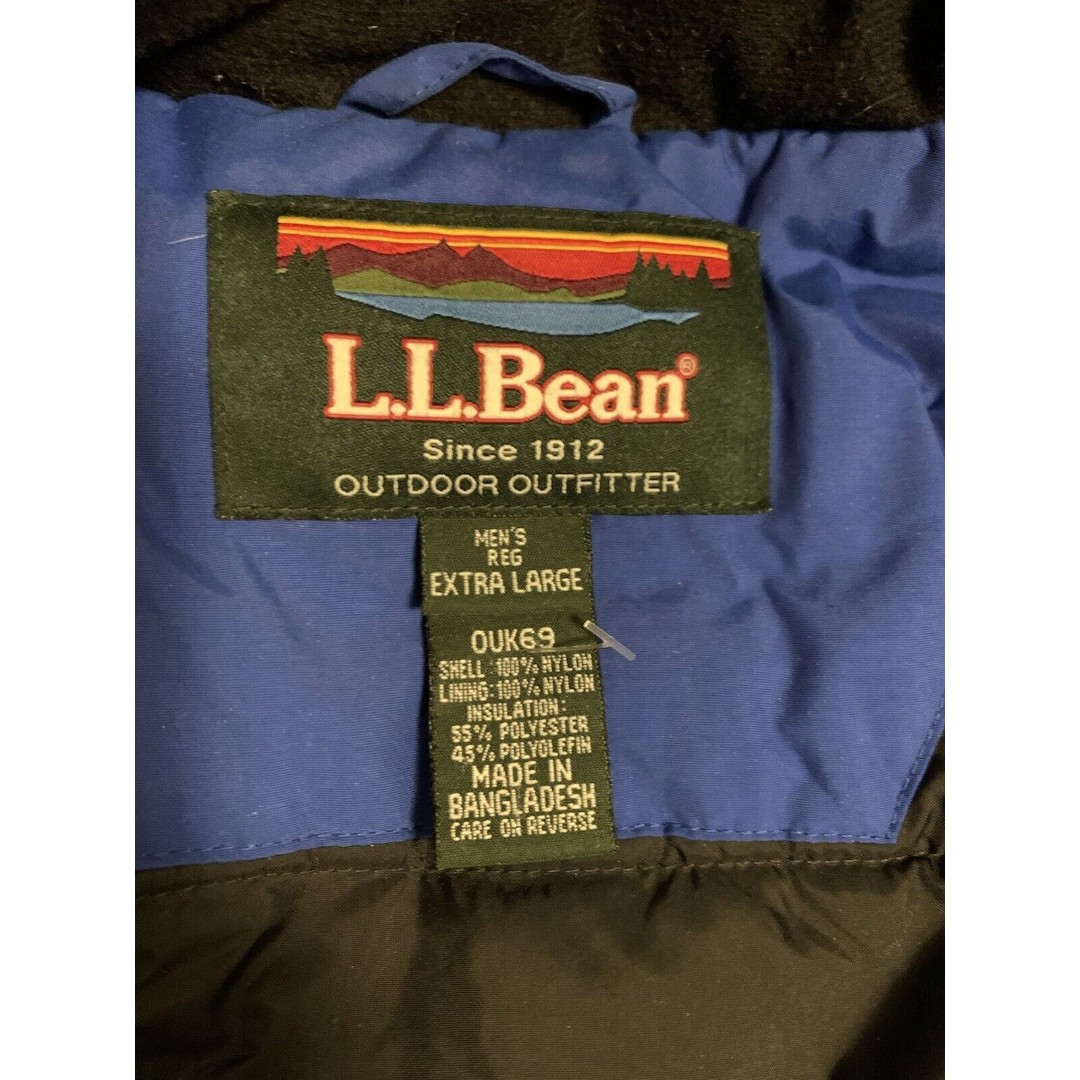 L.L.Bean®
Since 1912
OUTDOOR OUTFITTER
MEN'S
REG
EXTRA LARGE
OUK69
SHELL:100% NYLON
LINING:100% NYLON
INSULATION:
55% POLYESTER
45% POLYOLEFIN
MADE IN
BANGLADESH
CARE ON REVERSE